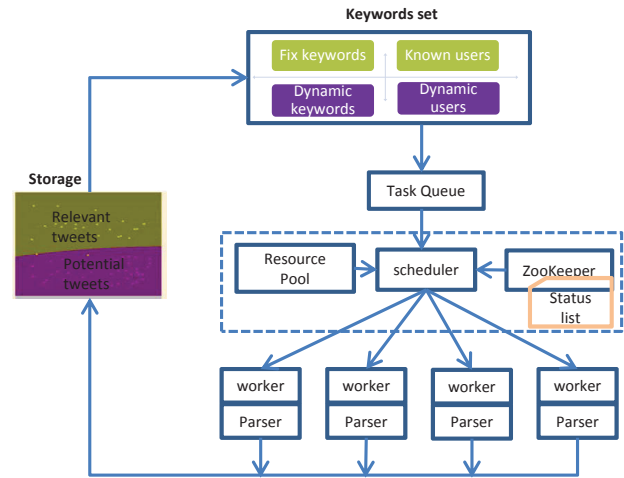 Keywords set
Fix keywords
Known users
Dynamic
keywords
Dynamic
users
Storage
Task Queue
Relevant
tweets
Potential
tweets
Resource
Pool
scheduler
ZooKeeper
Status
list
worker
worker
worker
worker
Parser
Parser
Parser
Parser